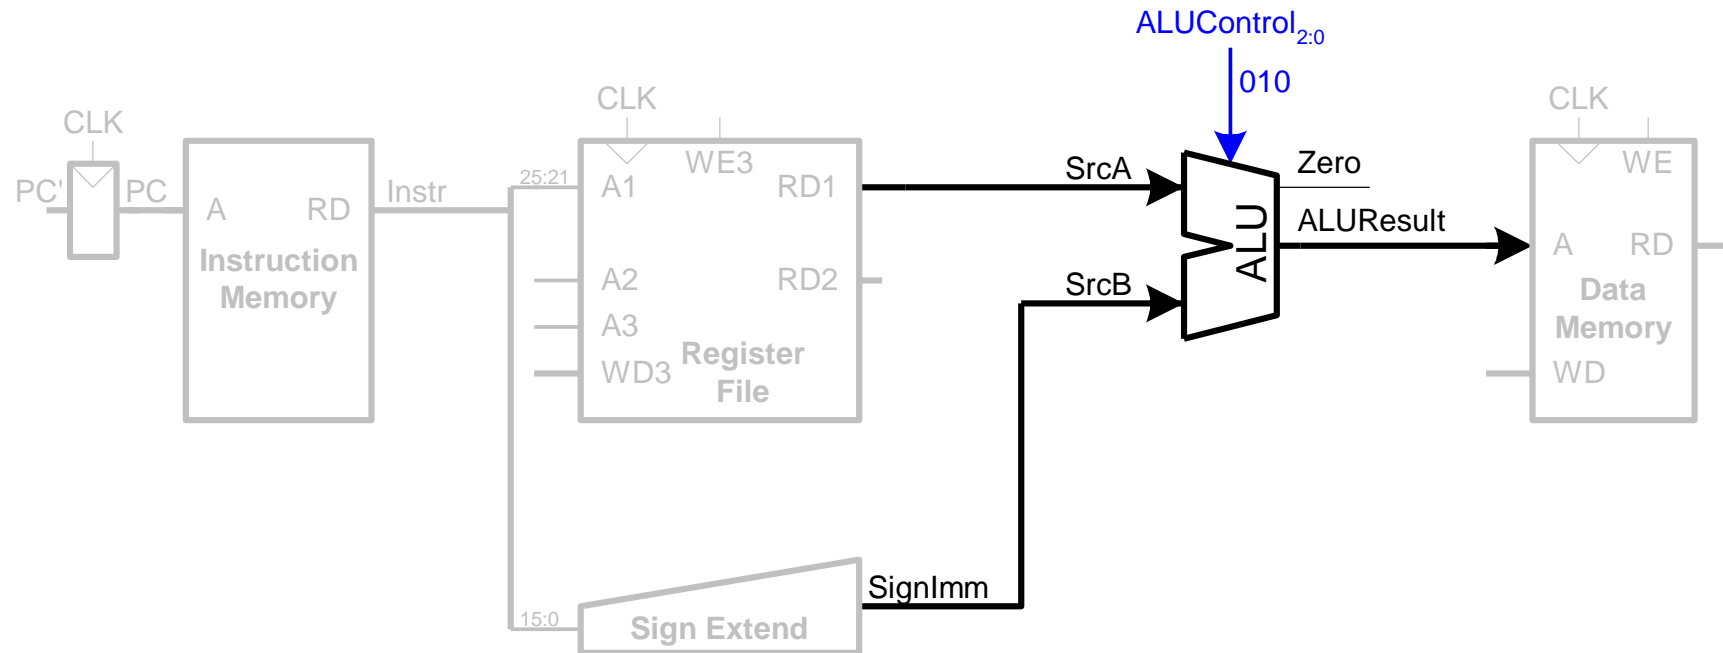 ALUControl2:0
010
CLK
CLK
CLK
WE3
WE
25:21
SrcA
Zero
PC'
PC
A
RD
Instr
A1
RD1
ALU
ALUResult
A
RD
Instruction
Memory
A2
RD2
SrcB
Data
Memory
A3
WD3
Register
File
WD
SignImm
15:0
Sign Extend